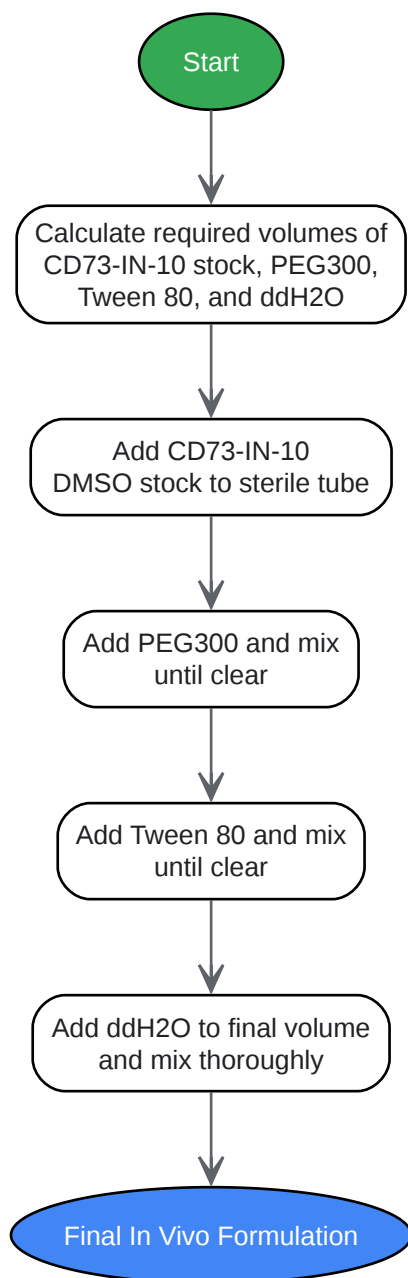 Start
Calculate required volumes of
CD73-IN-10 stock, PEG300,
Tween 80, and ddH2O
Add CD73-IN-10
DMSO stock to sterile tube
Add PEG300 and mix
until clear
Add Tween 80 and mix
until clear
Add ddH2O to final volume
and mix thoroughly
Final In Vivo Formulation